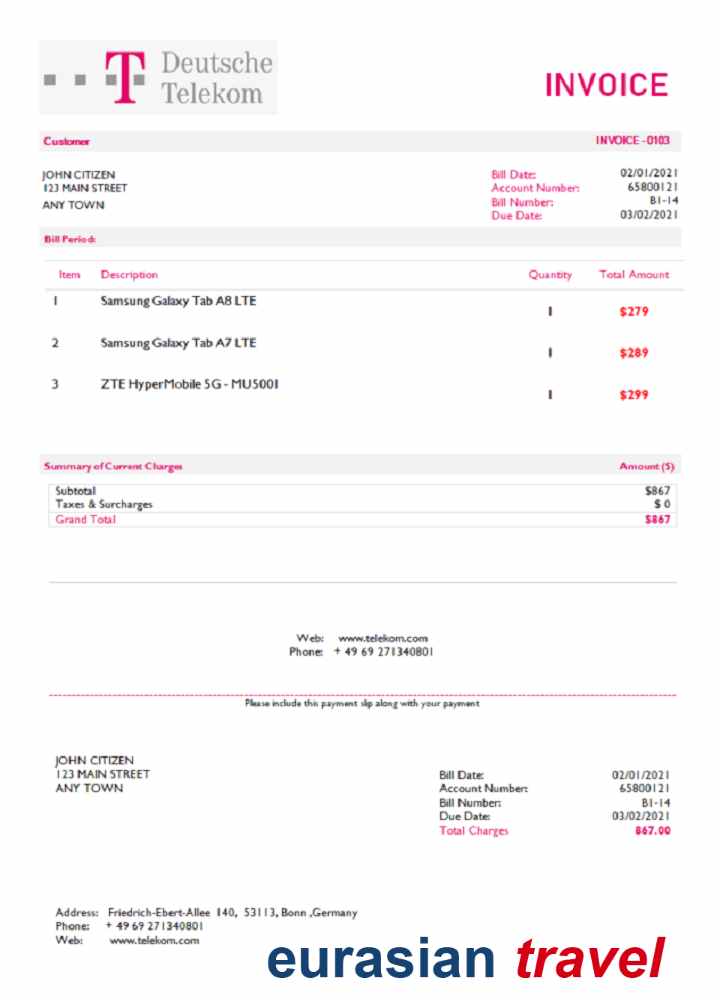 Deutsche
Telekom
INVOICE
Customer INVOICE -0103
JOHN CITIZEN
123 MAIN STREET
ANY TOWN
Bill Date: 02/01/2021
Account Number: 65800121
Bill Number: B1-14
Due Date: 03/02/2021
Bill Period:
Item Description Quantity Total Amount
1 Samsung Galaxy Tab A8 LTE 1 $279
2 Samsung Galaxy Tab A7 LTE 1 $289
3 ZTE HyperMobile 5G - MU5001 1 $299
Summary of Current Charges Amount ($)
Subtotal $867
Taxes & Surcharges $ 0
Grand Total $867
Web: www.telekom.com
Phone: + 49 69 271340801
Please include this payment slip along with your payment
JOHN CITIZEN
123 MAIN STREET
ANY TOWN
Bill Date: 02/01/2021
Account Number: 65800121
Bill Number: B1-14
Due Date: 03/02/2021
Total Charges 867.00
Address: Friedrich-Ebert-Allee 140, 53113, Bonn ,Germany
Phone: + 49 69 271340801
Web: www.telekom.com
eurasian travel